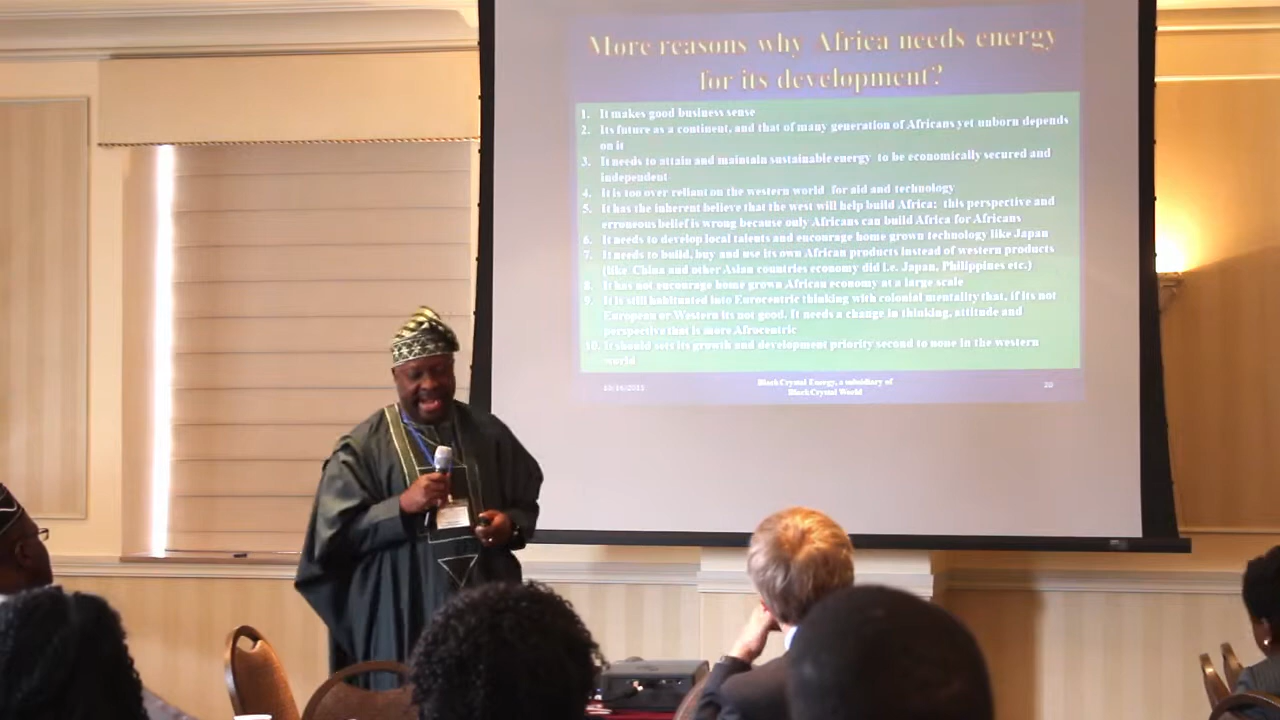 More reasons why Africa needs energy
for its development?
1. It makes good business sense
2. Its future as a continent, and that of many generation of Africans yet unborn depends
on it
3. It needs to attain and maintain sustainable energy to be economically secured and
independent
4. It is too over reliant on the western world for aid and technology
5. It has the inherent believe that the west will help build Africa: this perspective and
erroneous belief is wrong because only Africans can build Africa for Africans
6. It needs to develop local talents and encourage home grown technology like Japan
7. It needs to build, buy and use its own African products instead of western products
(like China and other Asian countries economy did i.e. Japan, Philippines etc.)
8. It has not encourage home grown African economy at a large scale
9. It is still habituated into Eurocentric thinking with colonial mentality that, if its not
European or Western its not good. It needs a change in thinking, attitude and
perspective that is more Afrocentric
10. It should sets its growth and development priority second to none in the western
world
BlackCrystal Energy, a subsidiary of
BlackCrystal World
20